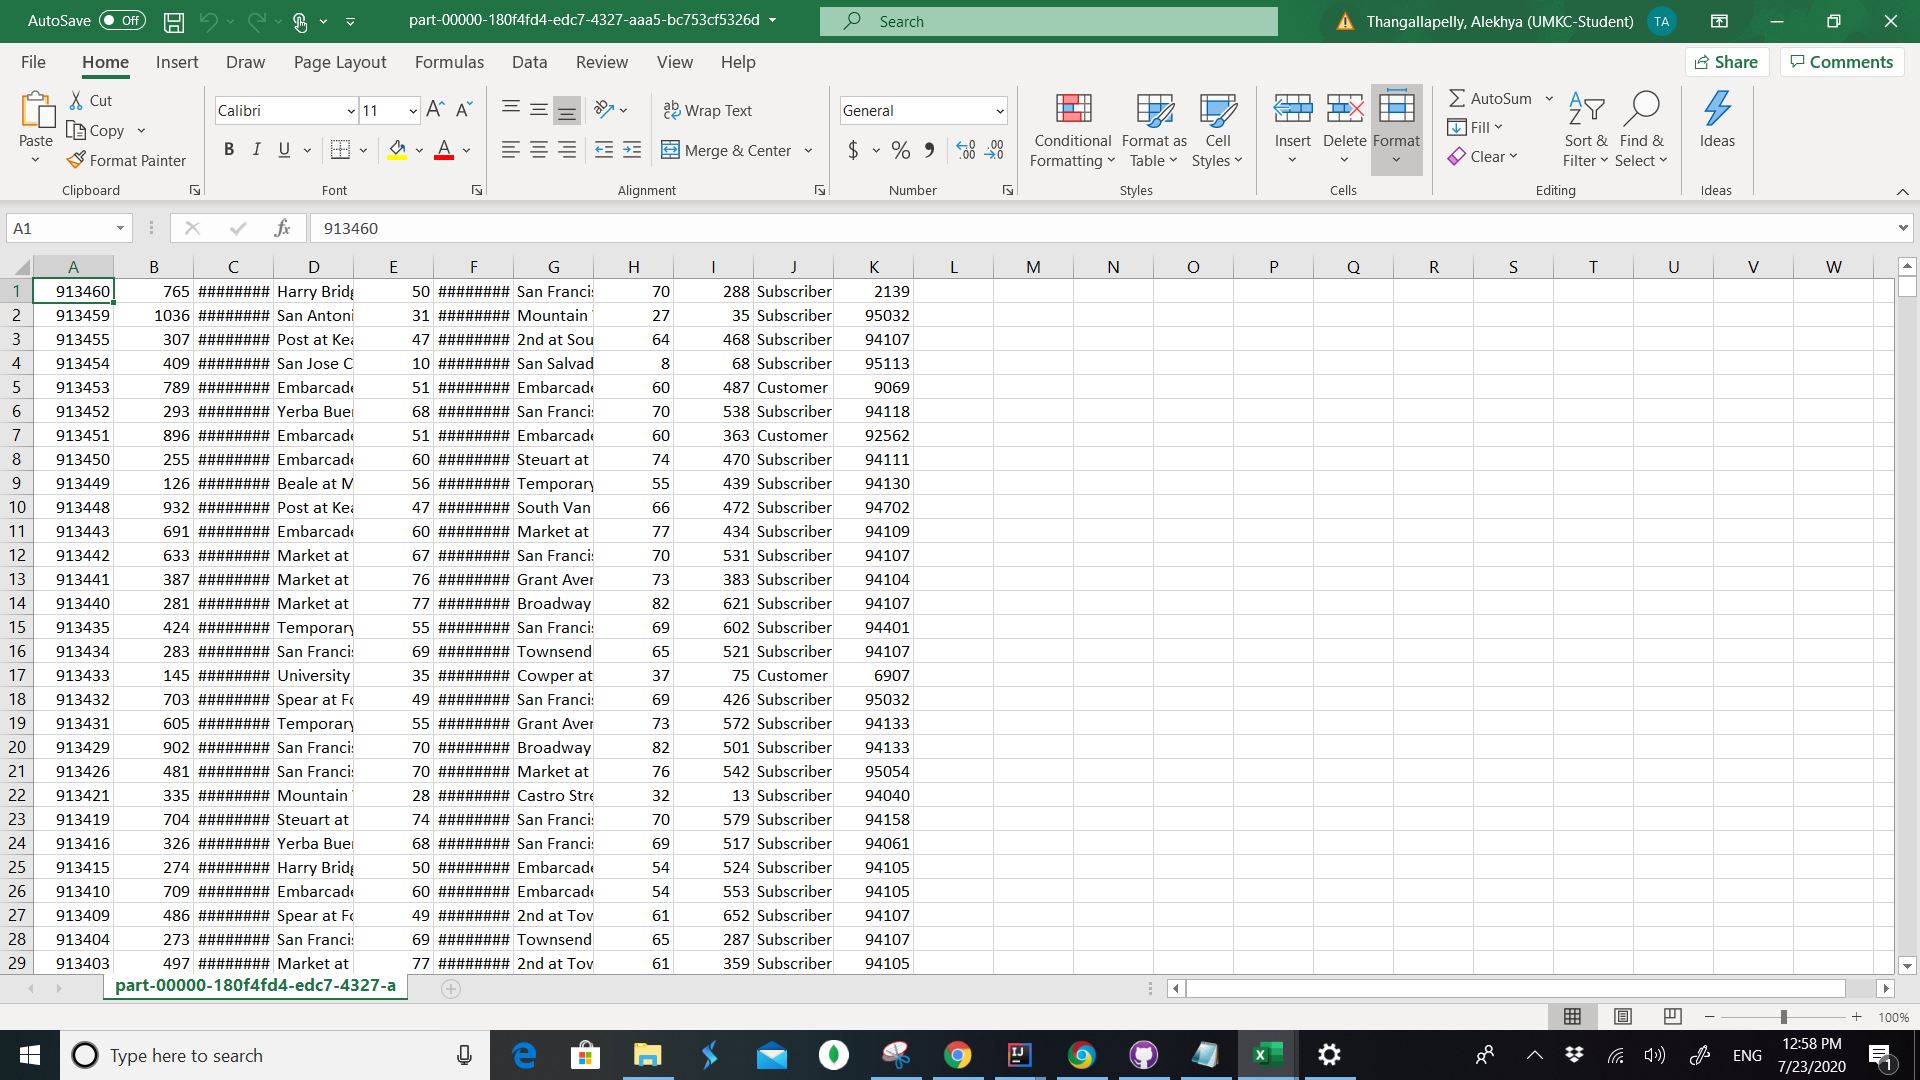 AutoSave Off part-00000-180f4fd4-edc7-4327-aaa5-bc753cf5326d Search Thangallapelly, Alekhya (UMKC-Student) TA
File Home Insert Draw Page Layout Formulas Data Review View Help Share Comments
Paste Cut Copy Format Painter Clipboard
Calibri 11 B I U A Font
Wrap Text Merge & Center Alignment
General $ % Number
Conditional Formatting Format as Table Cell Styles Styles
Insert Delete Format Cells
AutoSum Fill Clear Sort & Filter Find & Select Editing
Ideas Ideas
A1 fx 913460
A B C D E F G H I J K L M N O P Q R S T U V W
1 913460 765 ######## Harry Bridg 50 ######## San Francis 70 288 Subscriber 2139
2 913459 1036 ######## San Antoni 31 ######## Mountain 27 35 Subscriber 95032
3 913455 307 ######## Post at Kea 47 ######## 2nd at Sou 64 468 Subscriber 94107
4 913454 409 ######## San Jose C 10 ######## San Salvad 8 68 Subscriber 95113
5 913453 789 ######## Embarcade 51 ######## Embarcade 60 487 Customer 9069
6 913452 293 ######## Yerba Buen 68 ######## San Francis 70 538 Subscriber 94118
7 913451 896 ######## Embarcade 51 ######## Embarcade 60 363 Customer 92562
8 913450 255 ######## Embarcade 60 ######## Steuart at 74 470 Subscriber 94111
9 913449 126 ######## Beale at M 56 ######## Temporary 55 439 Subscriber 94130
10 913448 932 ######## Post at Kea 47 ######## South Van 66 472 Subscriber 94702
11 913443 691 ######## Embarcade 60 ######## Market at 77 434 Subscriber 94109
12 913442 633 ######## Market at 67 ######## San Francis 70 531 Subscriber 94107
13 913441 387 ######## Market at 76 ######## Grant Aven 73 383 Subscriber 94104
14 913440 281 ######## Market at 77 ######## Broadway 82 621 Subscriber 94107
15 913435 424 ######## Temporary 55 ######## San Francis 69 602 Subscriber 94401
16 913434 283 ######## San Francis 69 ######## Townsend 65 521 Subscriber 94107
17 913433 145 ######## University 35 ######## Cowper at 37 75 Customer 6907
18 913432 703 ######## Spear at Fo 49 ######## San Francis 69 426 Subscriber 95032
19 913431 605 ######## Temporary 55 ######## Grant Aven 73 572 Subscriber 94133
20 913429 902 ######## San Francis 70 ######## Broadway 82 501 Subscriber 94133
21 913426 481 ######## San Francis 70 ######## Market at 76 542 Subscriber 95054
22 913421 335 ######## Mountain 28 ######## Castro Stre 32 13 Subscriber 94040
23 913419 704 ######## Steuart at 74 ######## San Francis 70 579 Subscriber 94158
24 913416 326 ######## Yerba Buen 68 ######## San Francis 69 517 Subscriber 94061
25 913415 274 ######## Harry Bridg 50 ######## Embarcade 54 524 Subscriber 94105
26 913410 709 ######## Embarcade 60 ######## Embarcade 54 553 Subscriber 94105
27 913409 486 ######## Spear at Fo 49 ######## 2nd at Tow 61 652 Subscriber 94107
28 913404 273 ######## San Francis 69 ######## Townsend 65 287 Subscriber 94107
29 913403 497 ######## Market at 77 ######## 2nd at Tow 61 359 Subscriber 94105
part-00000-180f4fd4-edc7-4327-a
100%
Type here to search ENG 12:58 PM
7/23/2020 1